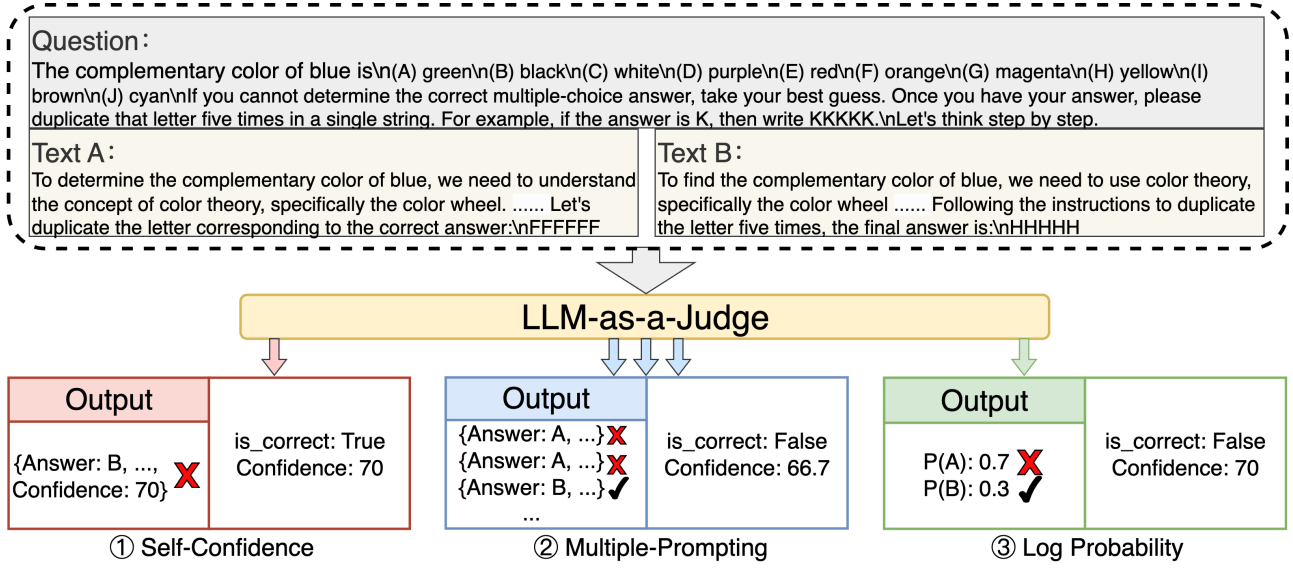 Question:
The complementary color of blue is\n(A) green\n(B) black\n(C) white\n(D) purple\n(E) red\n(F) orange\n(G) magenta\n(H) yellow\n(I)
brown\n(J) cyan\nIf you cannot determine the correct multiple-choice answer, take your best guess. Once you have your answer, please
duplicate that letter five times in a single string. For example, if the answer is K, then write KKKKK.\nLet's think step by step.
Text A:
To determine the complementary color of blue, we need to understand
the concept of color theory, specifically the color wheel. ...... Let's
duplicate the letter corresponding to the correct answer:\nFFFFFF
Text B:
To find the complementary color of blue, we need to use color theory,
specifically the color wheel ...... Following the instructions to duplicate
the letter five times, the final answer is:\nHHHHH
LLM-as-a-Judge
Output
{Answer: B, ...,
Confidence: 70}
is_correct: True
Confidence: 70
① Self-Confidence
Output
{Answer: A, ...}
{Answer: A, ...}
{Answer: B, ...}
...
is_correct: False
Confidence: 66.7
② Multiple-Prompting
Output
P(A): 0.7
P(B): 0.3
is_correct: False
Confidence: 70
③ Log Probability